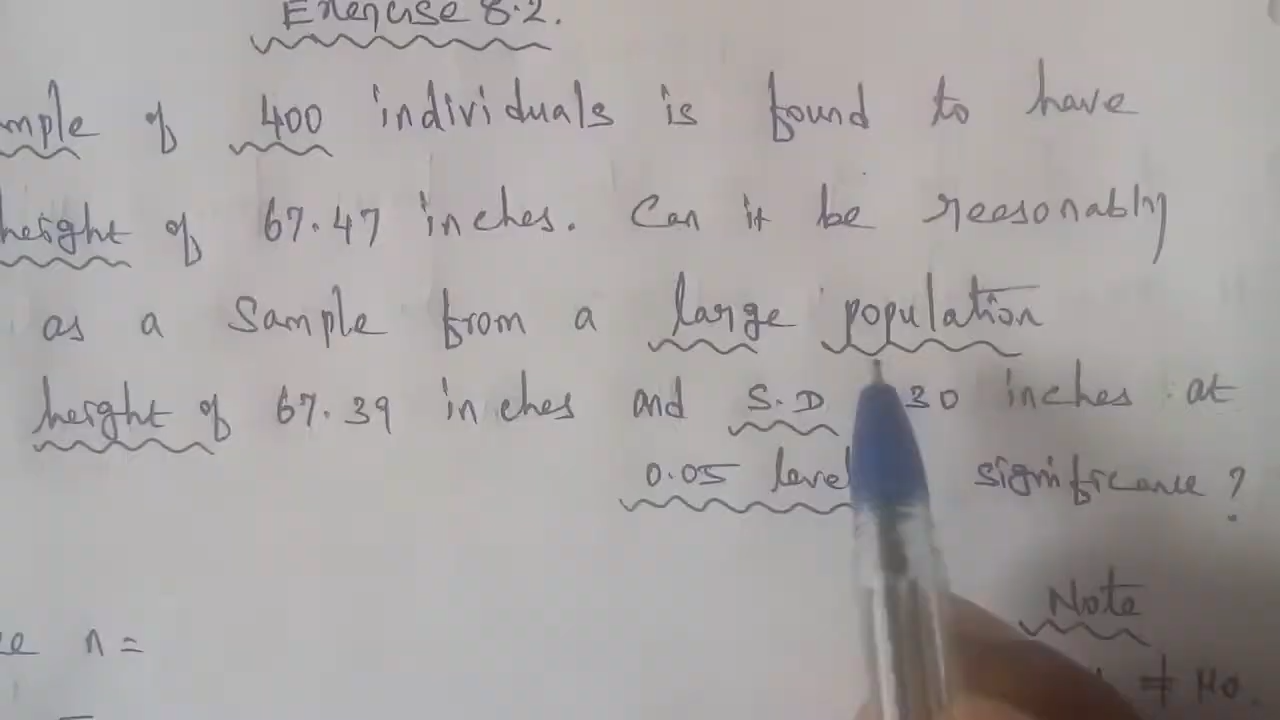 Exercise 8.2.
mple of 400 individuals is found to have
height of 67.47 inches. Can it be reesonably
as a Sample from a large population
height of 67.39 inches and S.D 30 inches at
0.05 level significance?
Note
n =
≠ μ0.